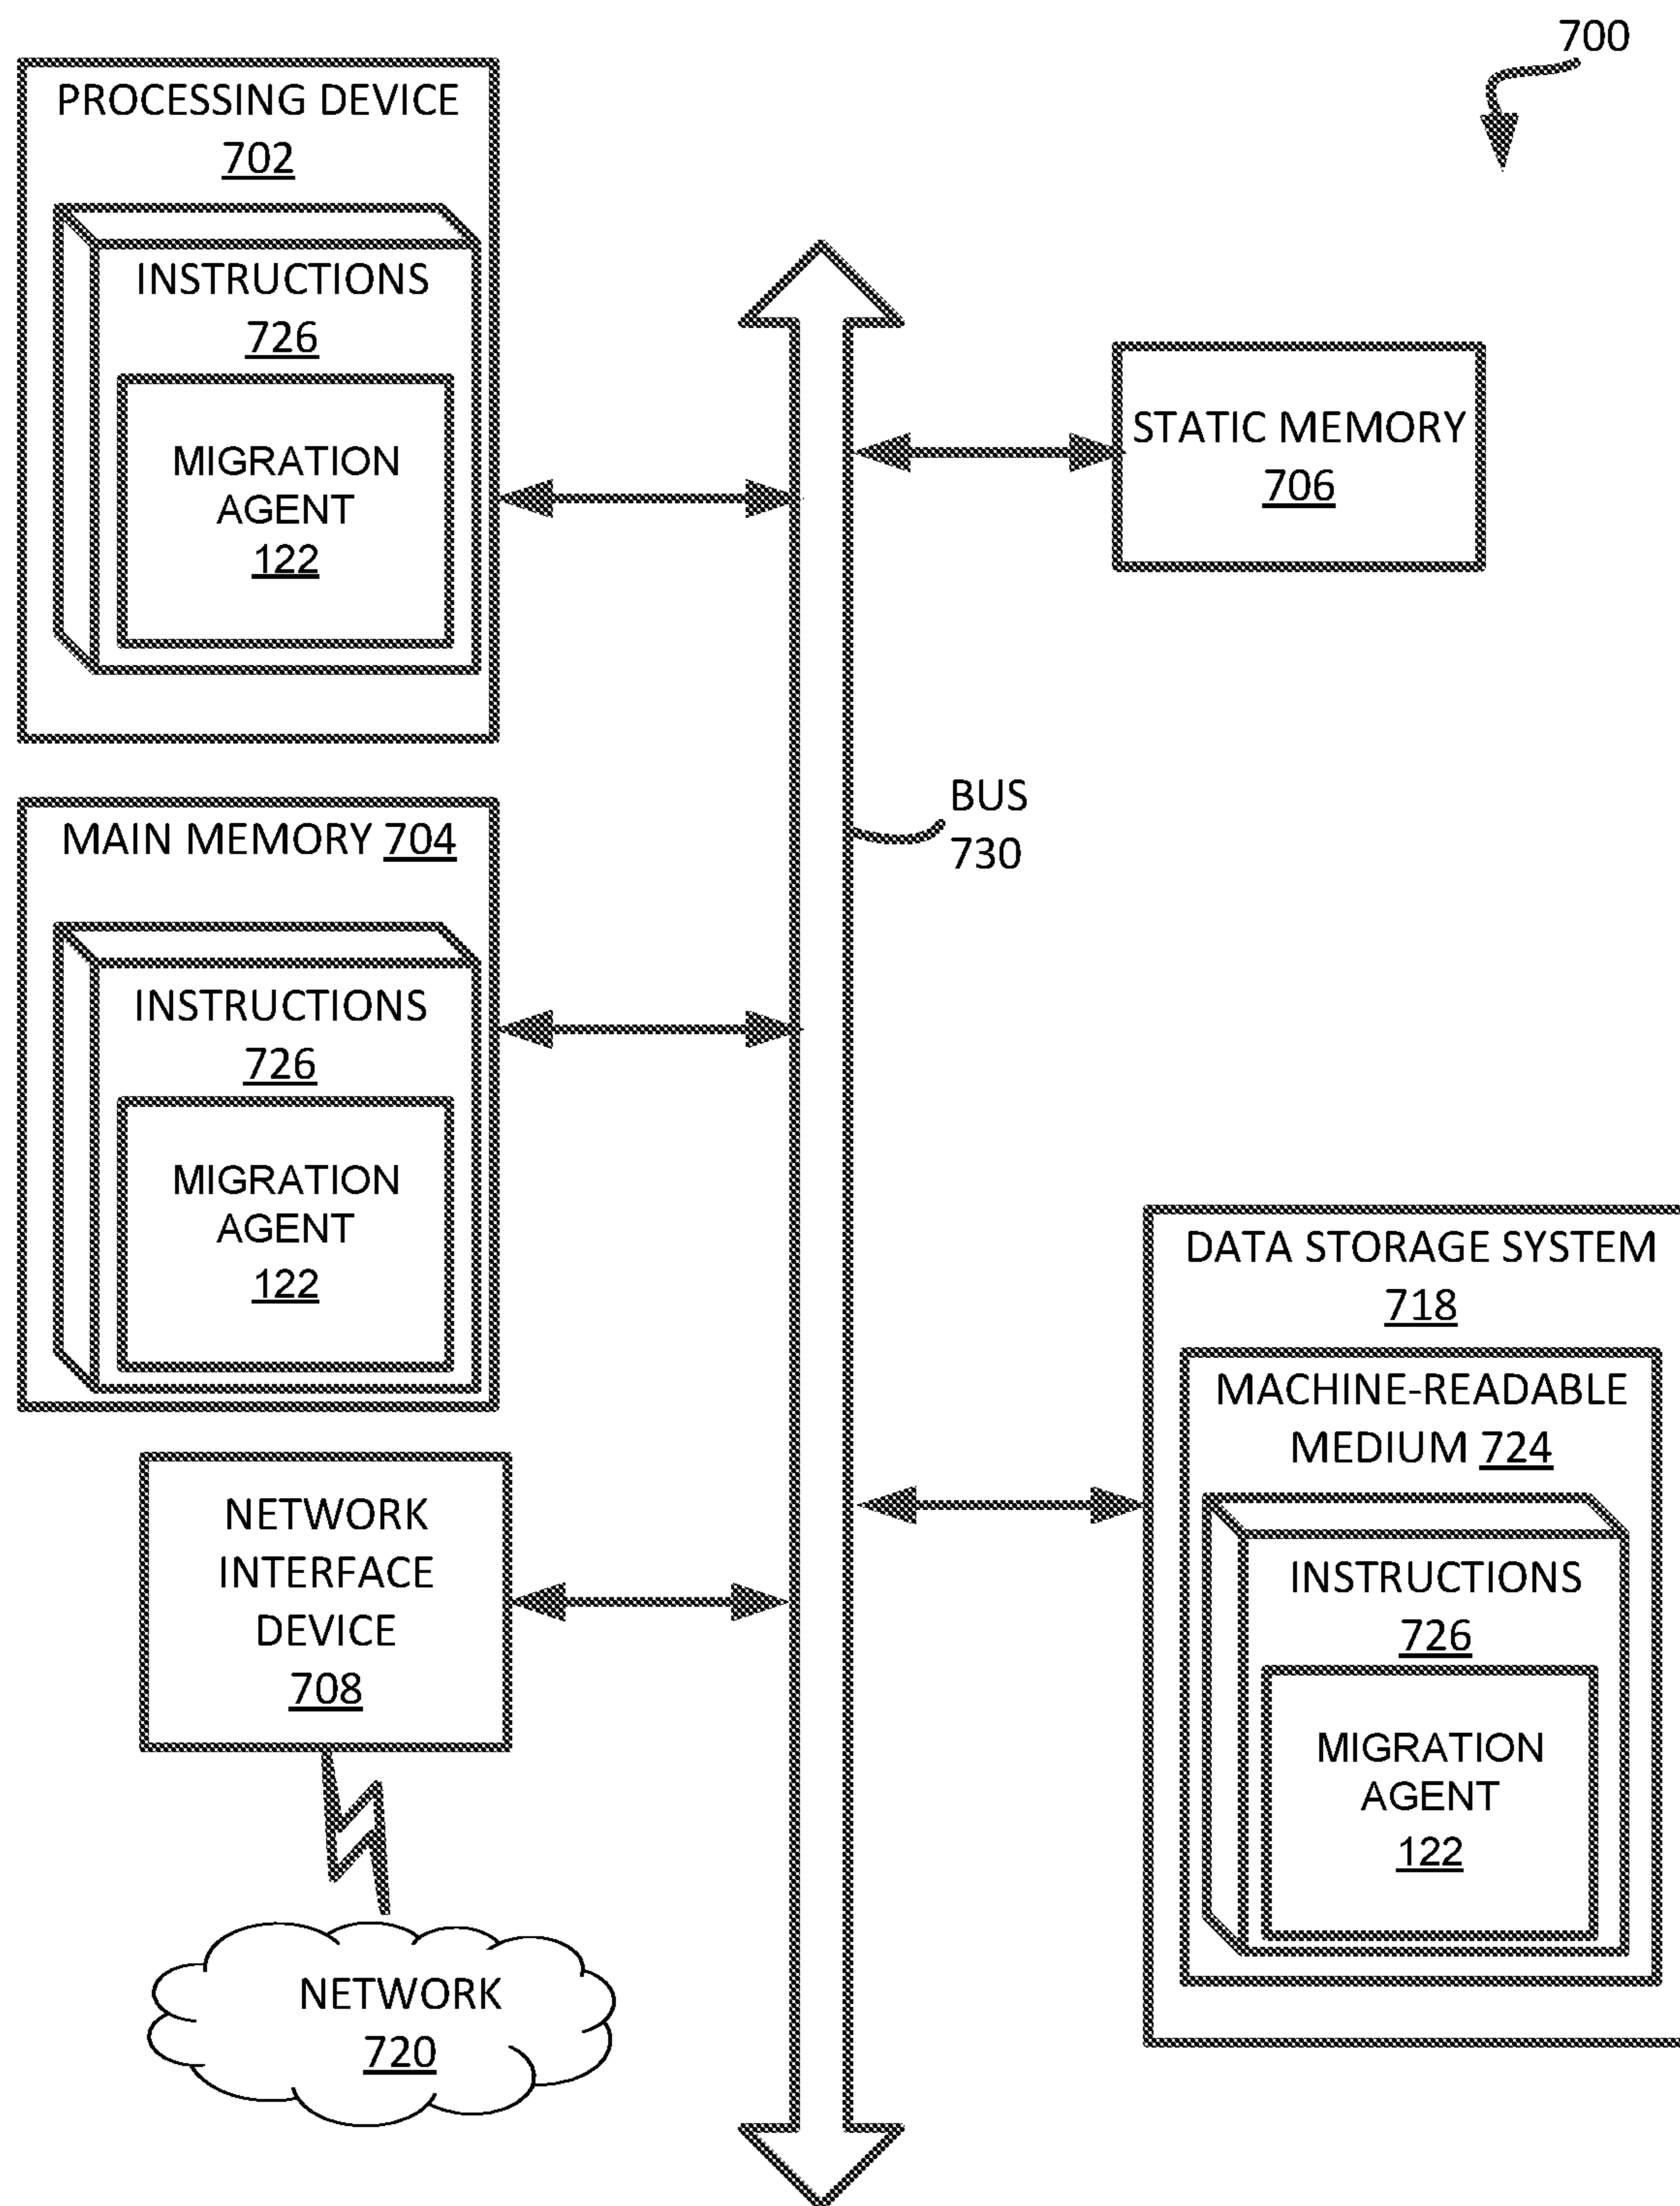 700
PROCESSING DEVICE
702
INSTRUCTIONS
726
MIGRATION
AGENT
122
STATIC MEMORY
706
BUS
730
MAIN MEMORY 704
INSTRUCTIONS
726
MIGRATION
AGENT
122
DATA STORAGE SYSTEM
718
MACHINE-READABLE
MEDIUM 724
INSTRUCTIONS
726
MIGRATION
AGENT
122
NETWORK
INTERFACE
DEVICE
708
NETWORK
720